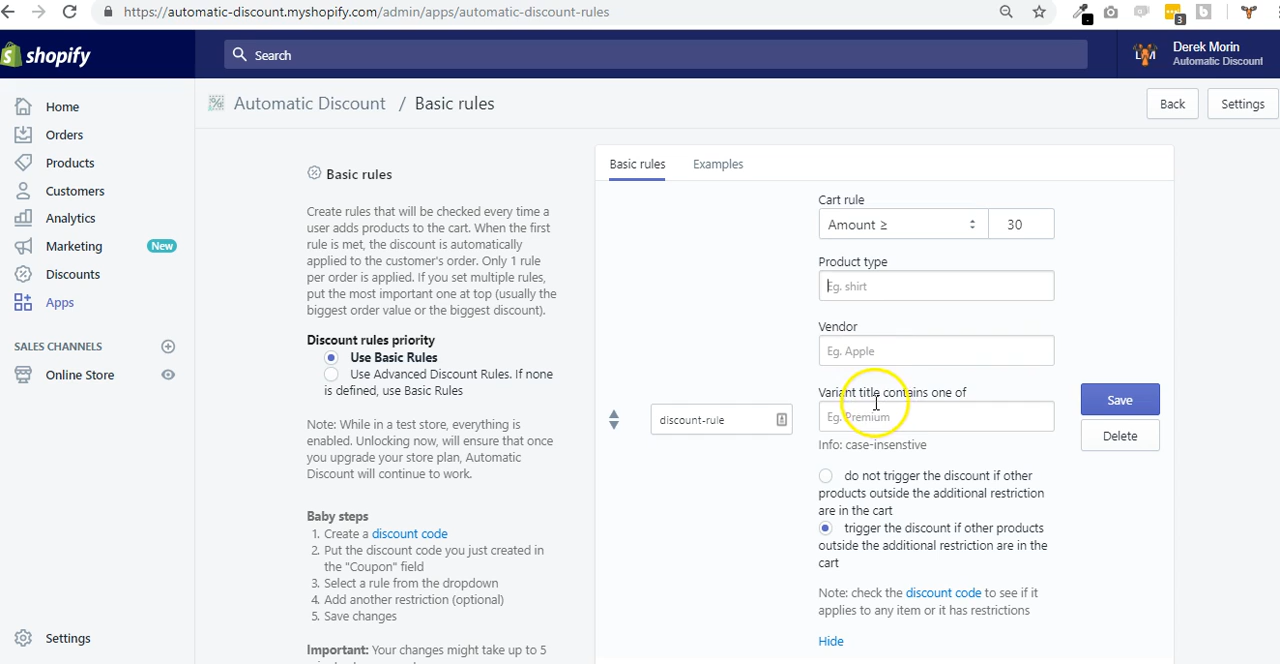 https://automatic-discount.myshopify.com/admin/apps/automatic-discount-rules
3
shopify
Search
Derek Morin
Automatic Discount
Home
Orders
Products
Customers
Analytics
Marketing New
Discounts
Apps
SALES CHANNELS
Online Store
Settings
Automatic Discount / Basic rules
Back Settings
Basic rules
Create rules that will be checked every time a
user adds products to the cart. When the first
rule is met, the discount is automatically
applied to the customer's order. Only 1 rule
per order is applied. If you set multiple rules,
put the most important one at top (usually the
biggest order value or the biggest discount).
Discount rules priority
Use Basic Rules
Use Advanced Discount Rules. If none
is defined, use Basic Rules
Note: While in a test store, everything is
enabled. Unlocking now, will ensure that once
you upgrade your store plan, Automatic
Discount will continue to work.
Baby steps
1. Create a discount code
2. Put the discount code you just created in
the "Coupon" field
3. Select a rule from the dropdown
4. Add another restriction (optional)
5. Save changes
Important: Your changes might take up to 5
Basic rules Examples
discount-rule
Cart rule
Amount ≥ 30
Product type
Eg. shirt
Vendor
Eg. Apple
Variant title contains one of
Eg. Premium
Info: case-insenstive
do not trigger the discount if other
products outside the additional restriction
are in the cart
trigger the discount if other products
outside the additional restriction are in the
cart
Note: check the discount code to see if it
applies to any item or it has restrictions
Hide
Save
Delete